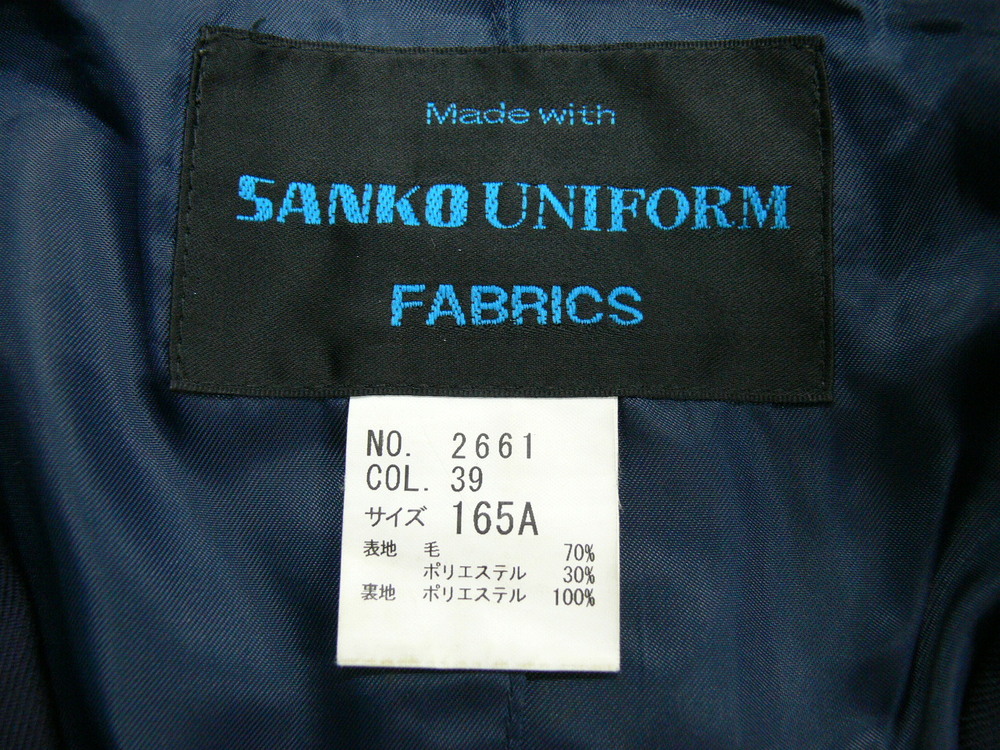 Made with
SANKO UNIFORM
FABRICS
NO. 2661
COL. 39
サイズ 165A
表地 毛 70%
ポリエステル 30%
裏地 ポリエステル 100%